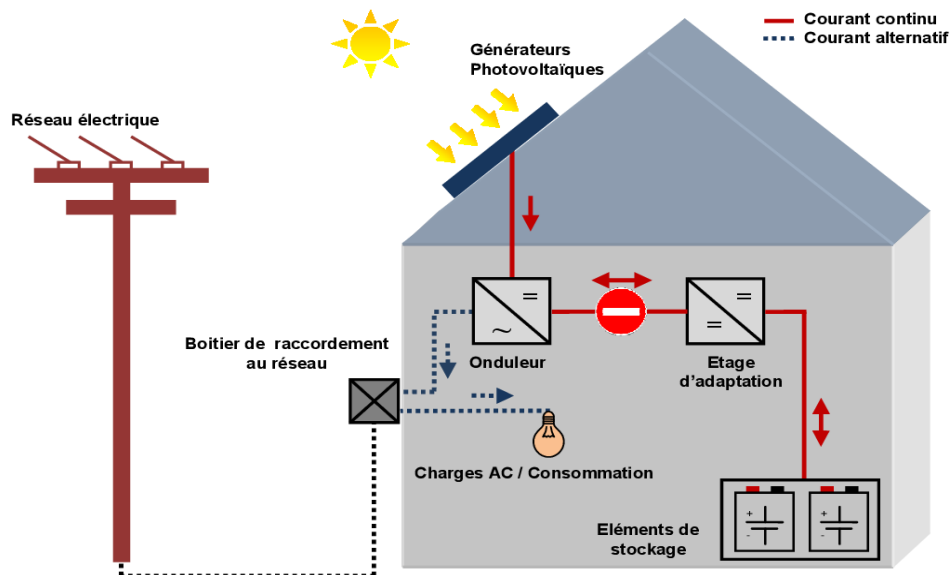 Courant continu
Courant alternatif
Générateurs
Photovoltaïques
Réseau électrique
Boitier de raccordement
au réseau
Onduleur
Etage
d'adaptation
Charges AC / Consommation
Eléments de
stockage